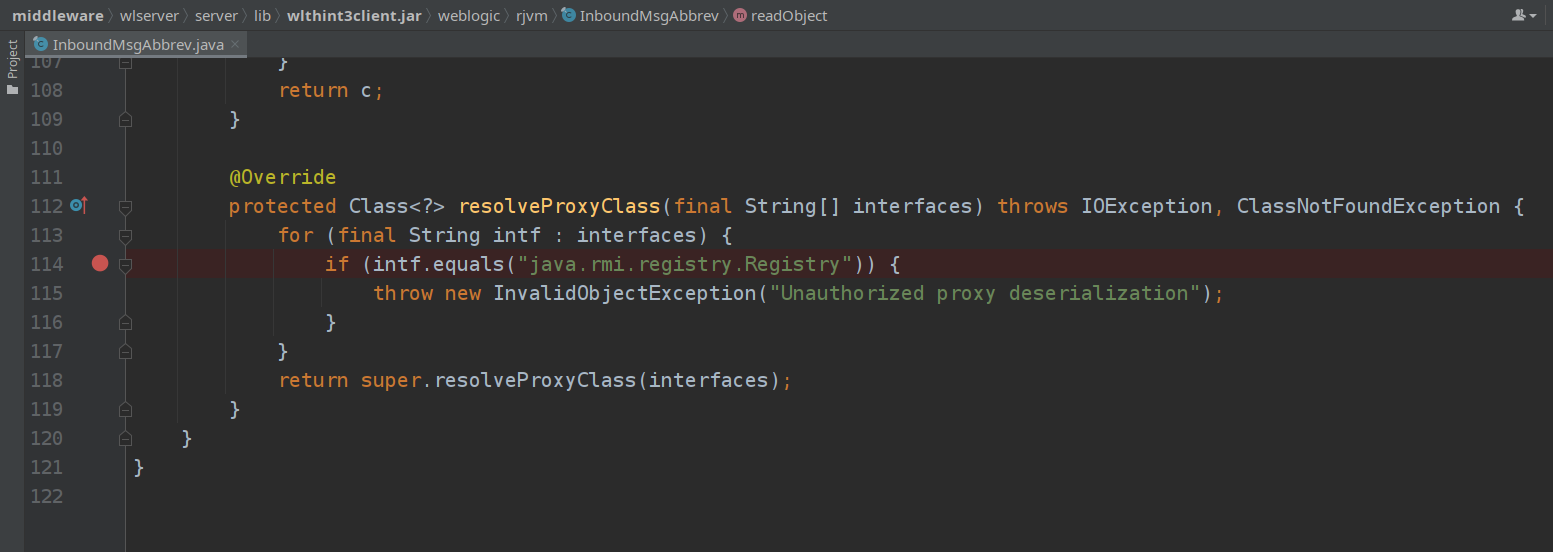 middleware 〉 wlserver 〉 server 〉 lib 〉 wlthint3client.jar 〉 weblogic 〉 rjvm 〉 InboundMsgAbbrev 〉 readObject
Project
InboundMsgAbbrev.java ×
107 }
108 return c;
109 }
110
111 @Override
112 protected Class<?> resolveProxyClass(final String[] interfaces) throws IOException, ClassNotFoundException {
113 for (final String intf : interfaces) {
114 if (intf.equals("java.rmi.registry.Registry")) {
115 throw new InvalidObjectException("Unauthorized proxy deserialization");
116 }
117 }
118 return super.resolveProxyClass(interfaces);
119 }
120 }
121 }
122